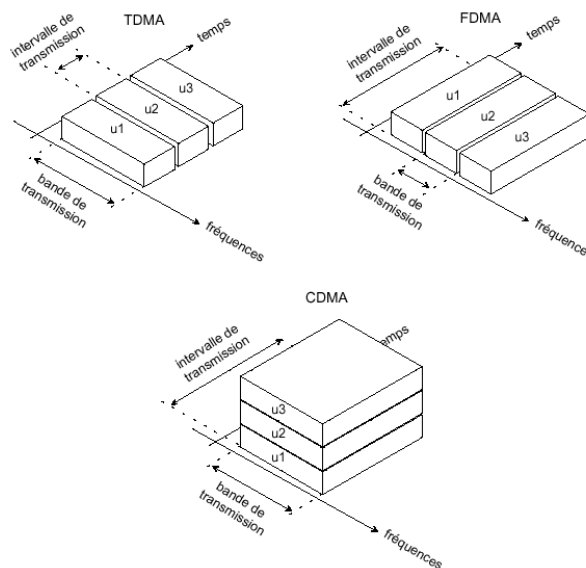 TDMA
intervalle de
transmission
temps
u3
u2
u1
bande de
transmission
fréquences
FDMA
intervalle de
transmission
temps
u1
u2
u3
bande de
transmission
fréquences
CDMA
intervalle de
transmission
temps
u3
u2
u1
bande de
transmission
fréquences